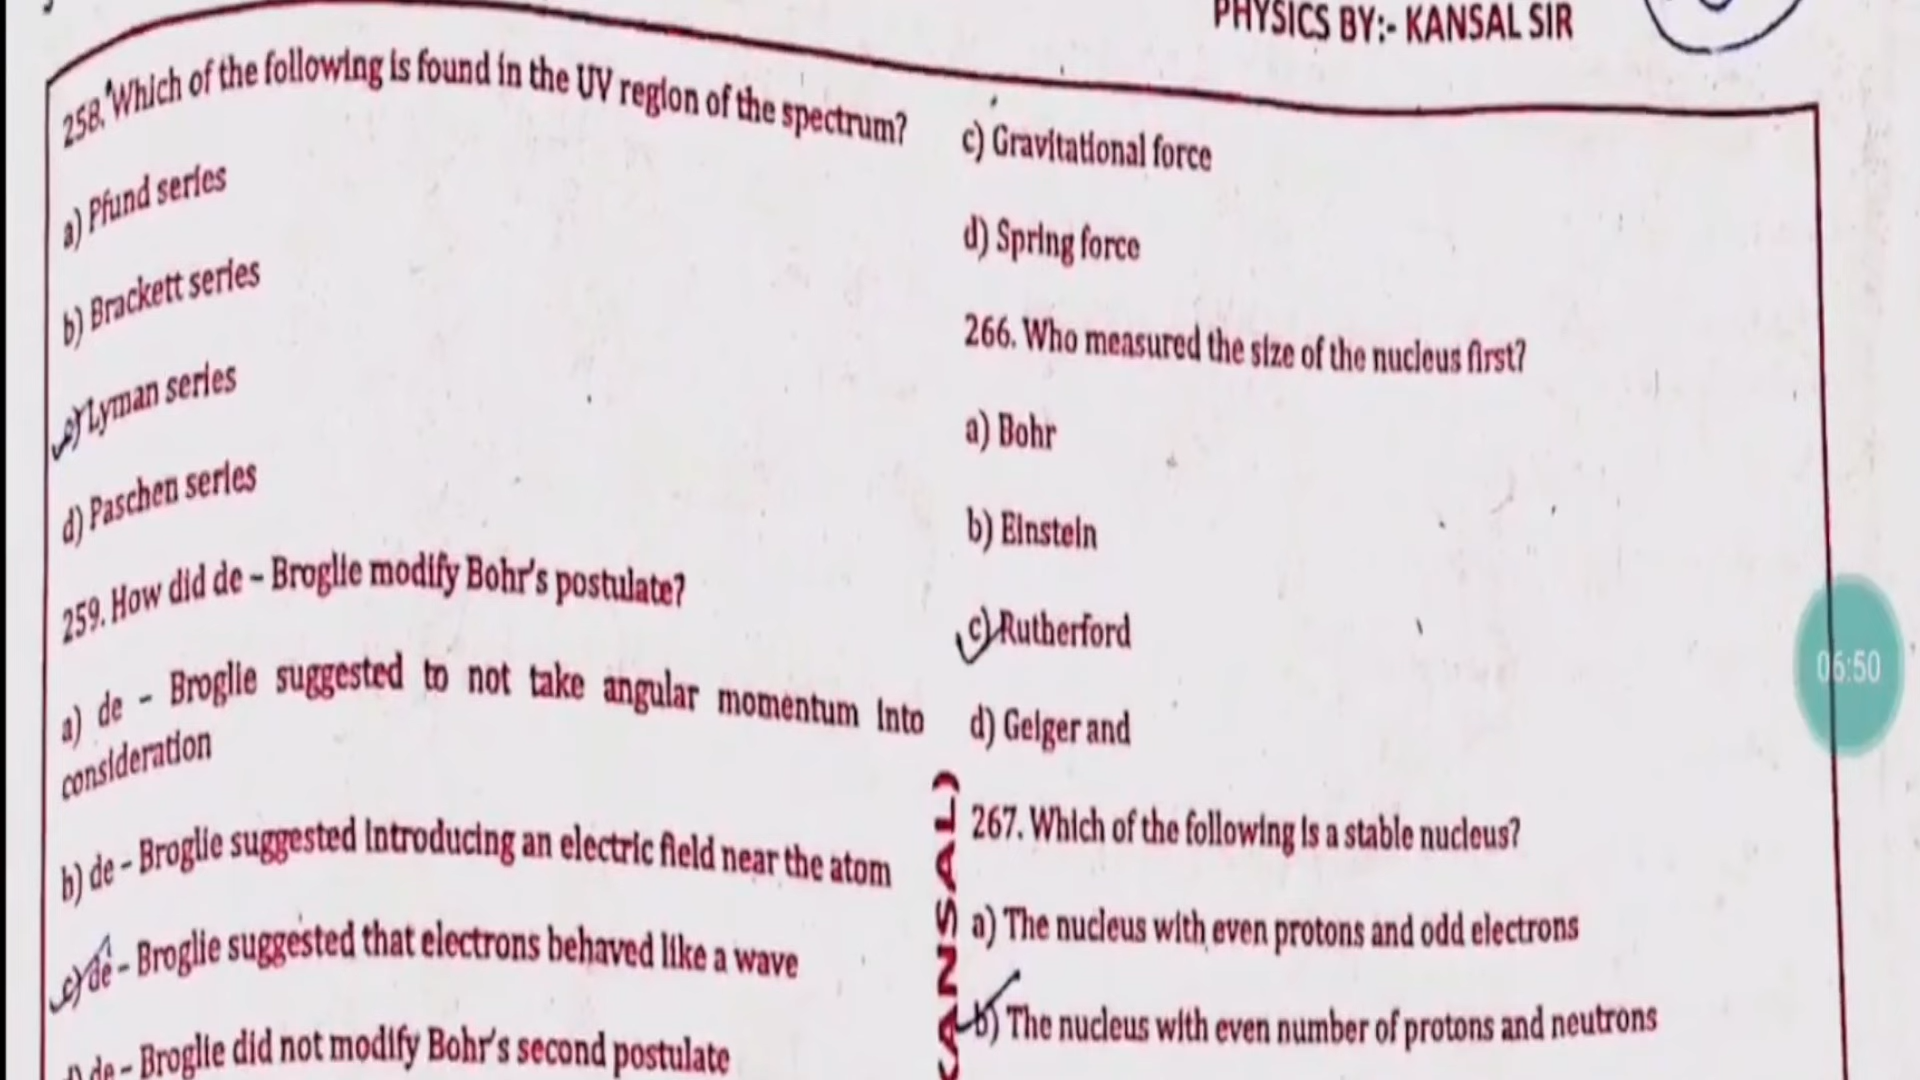 PHYSICS BY:- KANSAL SIR
258. Which of the following is found in the UV region of the spectrum?
a) Pfund series
b) Brackett series
c) Lyman series
d) Paschen series
259. How did de – Broglie modify Bohr's postulate?
a) de – Broglie suggested to not take angular momentum into
consideration
b) de – Broglie suggested introducing an electric field near the atom
c) de – Broglie suggested that electrons behaved like a wave
d) de – Broglie did not modify Bohr's second postulate
c) Gravitational force
d) Spring force
266. Who measured the size of the nucleus first?
a) Bohr
b) Einstein
c) Rutherford
d) Geiger and
267. Which of the following is a stable nucleus?
a) The nucleus with even protons and odd electrons
b) The nucleus with even number of protons and neutrons
KANSAL)
06:50